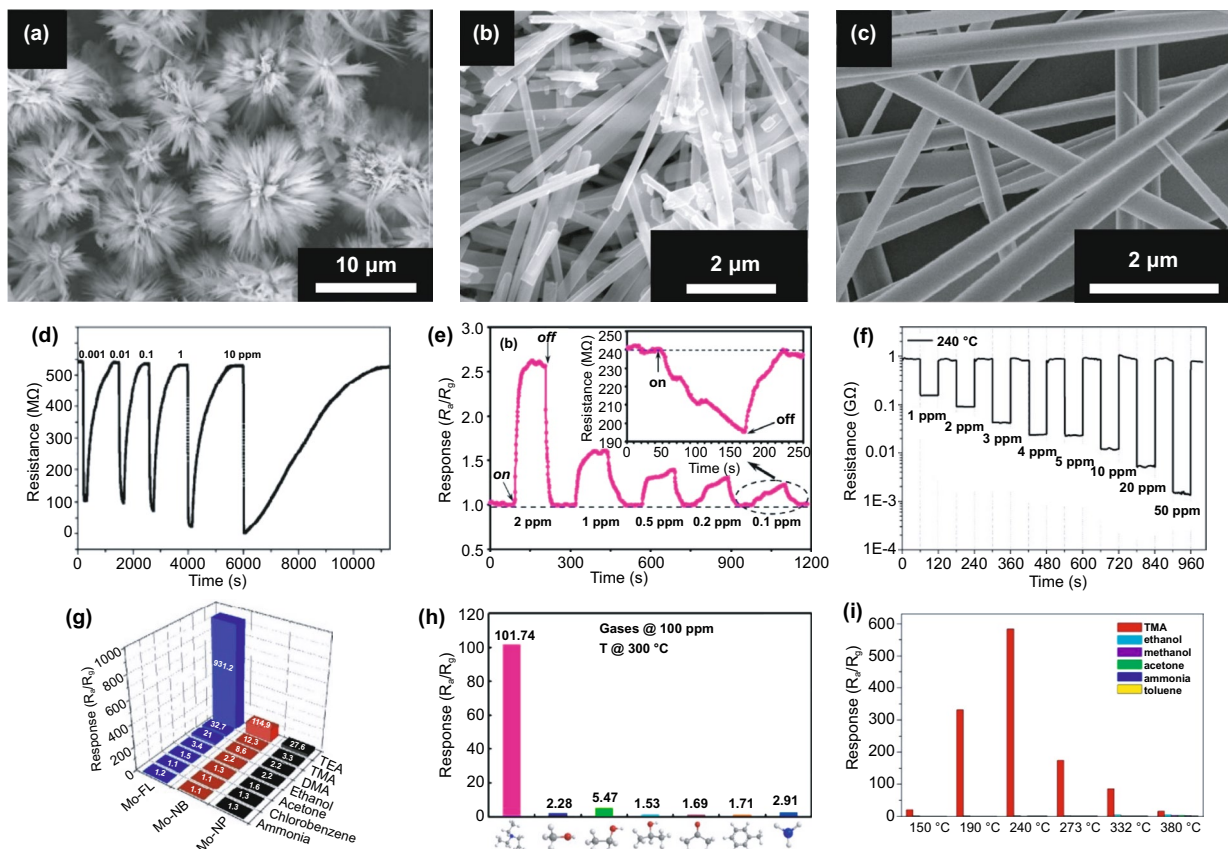 (a)
10 µm
(b)
2 µm
(c)
2 µm
(d)
0.001 0.01 0.1 1 10 ppm
500
400
300
200
100
0
Resistance (MΩ)
0 2000 4000 6000 8000 10000
Time (s)
(e)
(b)
off
on
3.0
2.5
2.0
1.5
1.0
0.5
Response (Ra/Rg)
2 ppm 1 ppm 0.5 ppm 0.2 ppm 0.1 ppm
0 300 600 900 1200
Time (s)
250
240
230
220
210
200
190
Resistance (MΩ)
on
off
0 50 100 150 200 250
Time (s)
(f)
240 °C
1
0.1
0.01
1E-3
1E-4
Resistance (GΩ)
1 ppm
2 ppm
3 ppm
4 ppm
5 ppm
10 ppm
20 ppm
50 ppm
0 120 240 360 480 600 720 840 960
Time (s)
(g)
1000
800
600
400
200
0
Response (Ra/Rg)
931.2
32.7
21
3.4
1.5
1.1
1.2
114.9
12.3
8.6
2.2
1.3
1.1
1.1
27.6
3.3
2.2
2.2
1.6
1.3
1.3
Mo-FL
Mo-NB
Mo-NP
TEA
TMA
DMA
Ethanol
Acetone
Chlorobenzene
Ammonia
(h)
Gases @ 100 ppm
T @ 300 °C
120
100
80
60
40
20
0
Response (Ra/Rg)
101.74 2.28 5.47 1.53 1.69 1.71 2.91
(i)
TMA
ethanol
methanol
acetone
ammonia
toluene
600
500
400
300
200
100
0
Response (Ra/Rg)
150 °C 190 °C 240 °C 273 °C 332 °C 380 °C